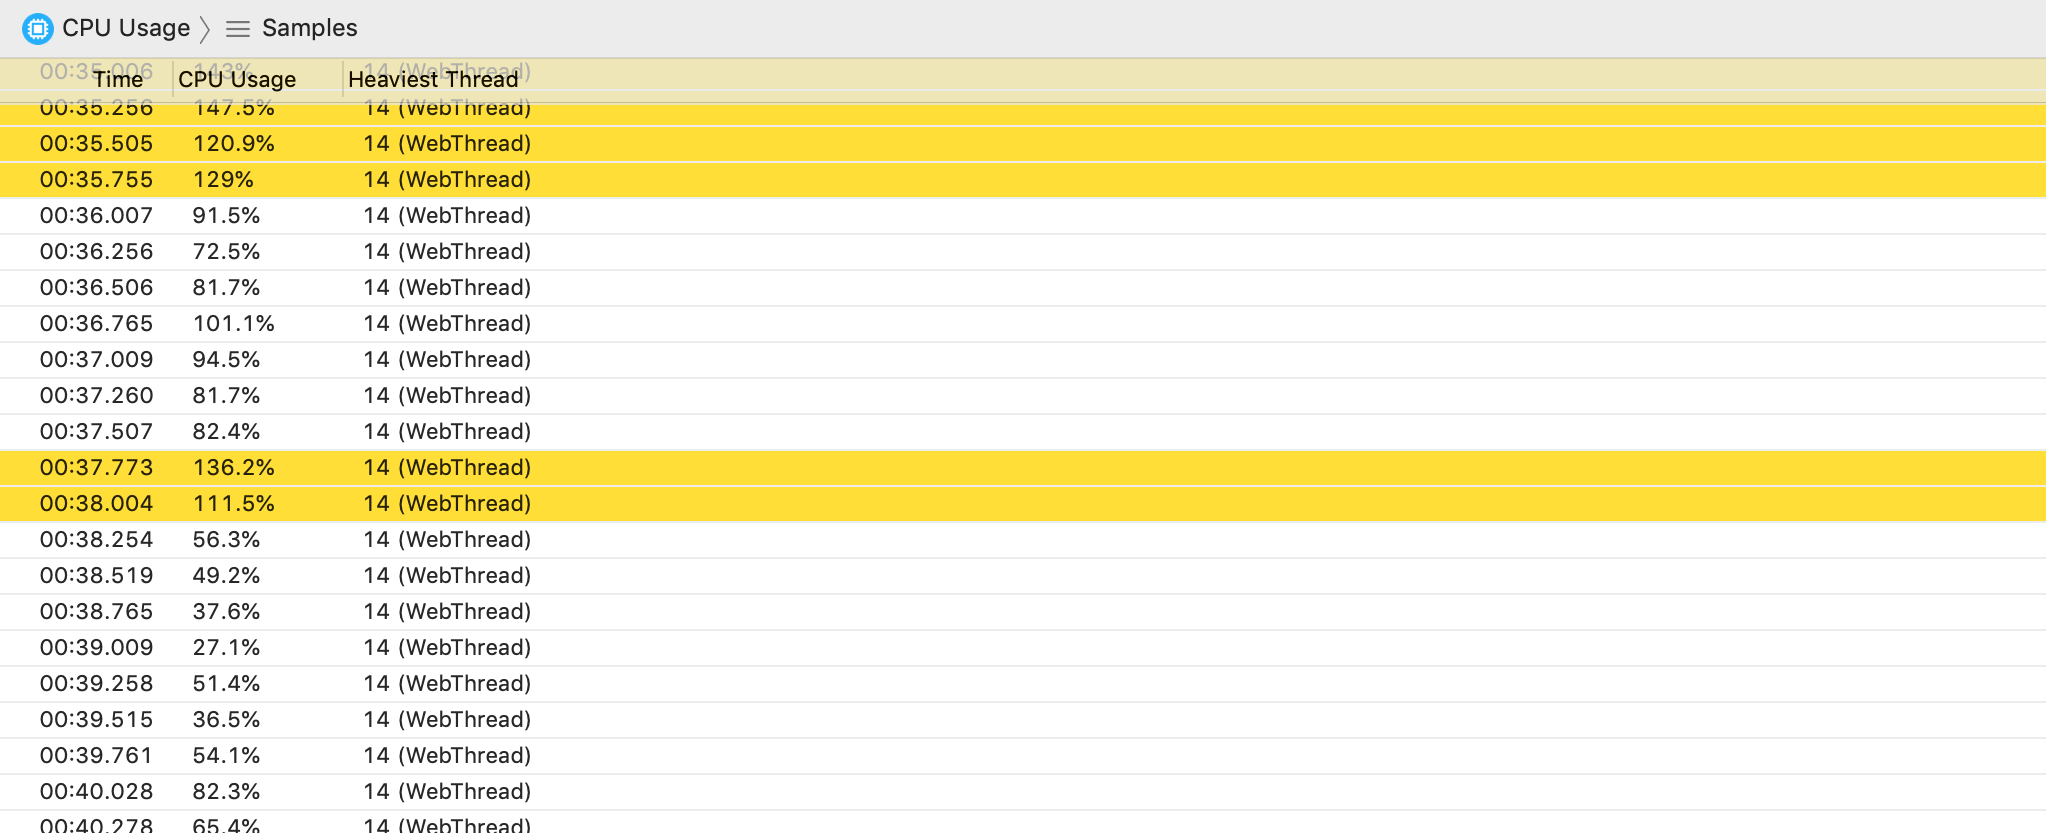 CPU Usage Samples
Time CPU Usage Heaviest Thread
00:35.006 143% 14 (WebThread)
00:35.256 147.5% 14 (WebThread)
00:35.505 120.9% 14 (WebThread)
00:35.755 129% 14 (WebThread)
00:36.007 91.5% 14 (WebThread)
00:36.256 72.5% 14 (WebThread)
00:36.506 81.7% 14 (WebThread)
00:36.765 101.1% 14 (WebThread)
00:37.009 94.5% 14 (WebThread)
00:37.260 81.7% 14 (WebThread)
00:37.507 82.4% 14 (WebThread)
00:37.773 136.2% 14 (WebThread)
00:38.004 111.5% 14 (WebThread)
00:38.254 56.3% 14 (WebThread)
00:38.519 49.2% 14 (WebThread)
00:38.765 37.6% 14 (WebThread)
00:39.009 27.1% 14 (WebThread)
00:39.258 51.4% 14 (WebThread)
00:39.515 36.5% 14 (WebThread)
00:39.761 54.1% 14 (WebThread)
00:40.028 82.3% 14 (WebThread)
00:40.278 65.4% 14 (WebThread)